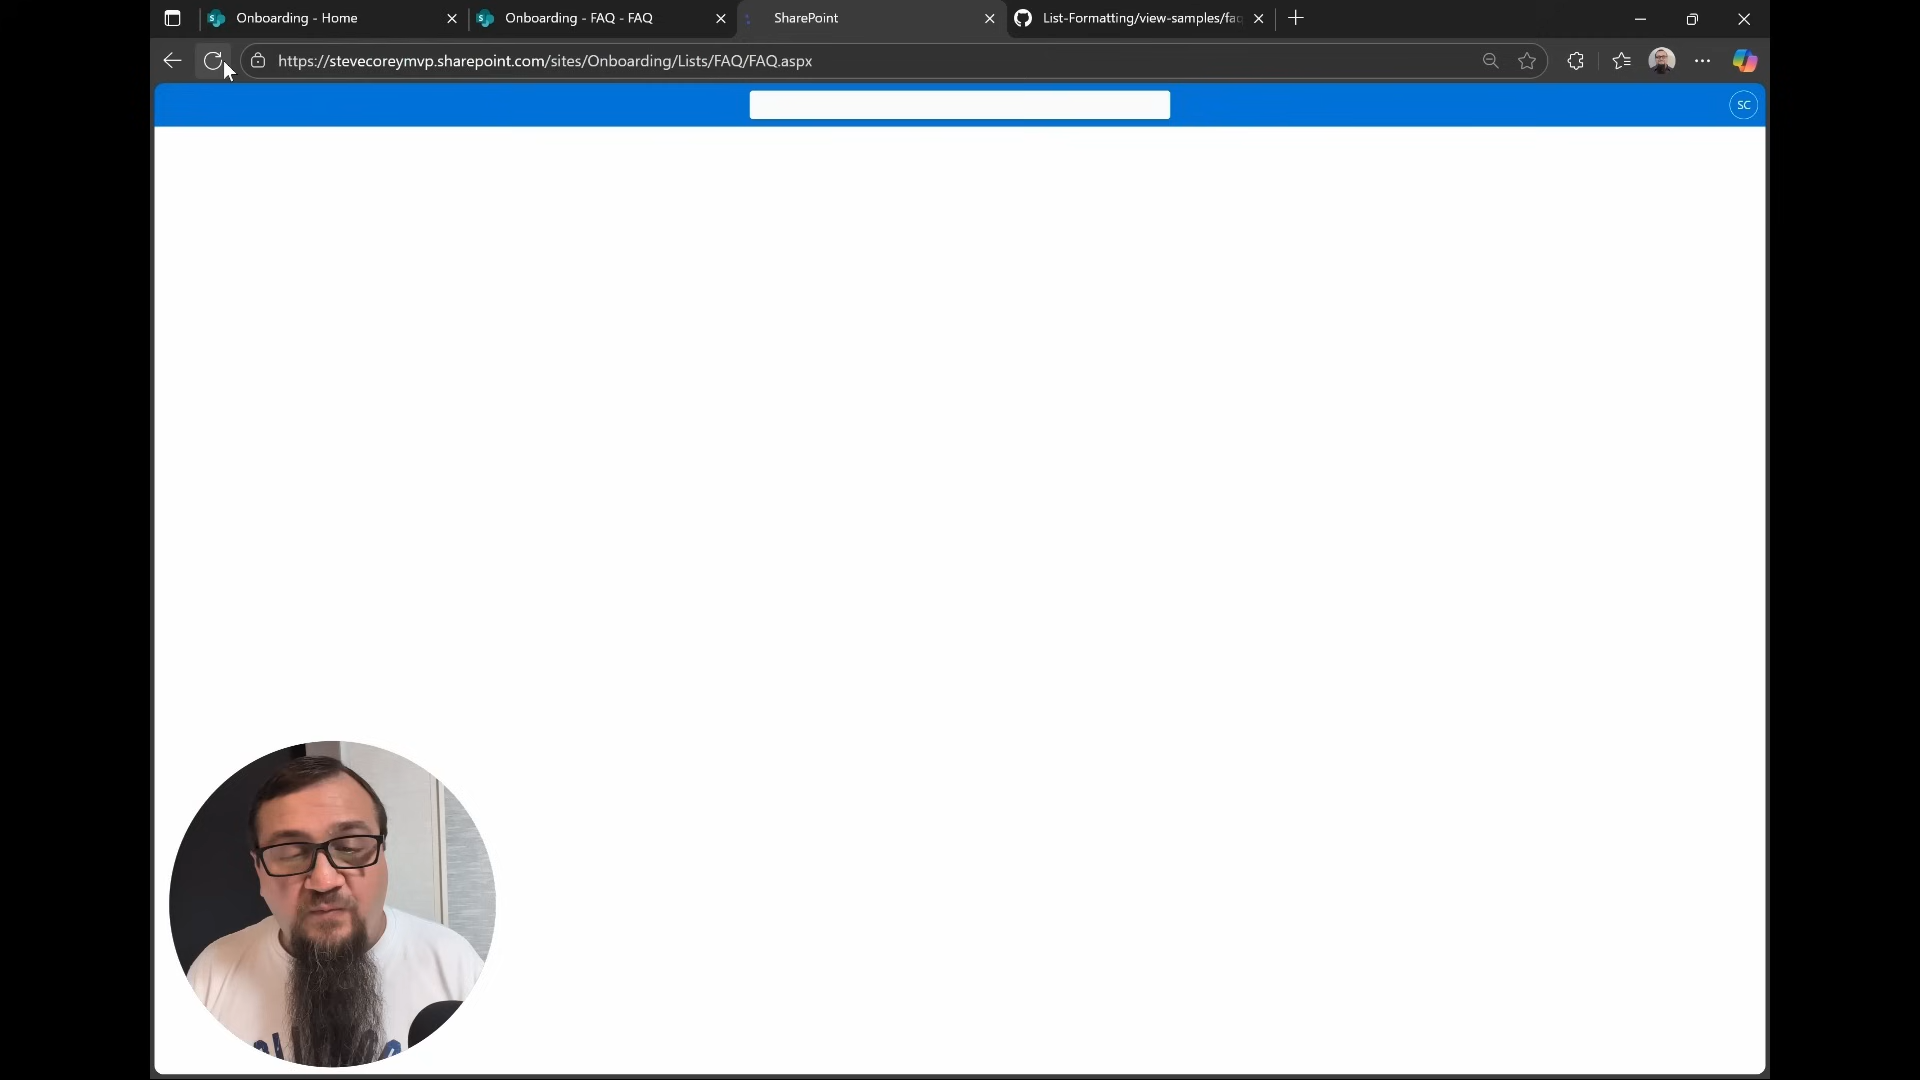 Onboarding - Home
Onboarding - FAQ - FAQ
SharePoint
List-Formatting/view-samples/faq
https://stevecoreymvp.sharepoint.com/sites/Onboarding/Lists/FAQ/FAQ.aspx
SC